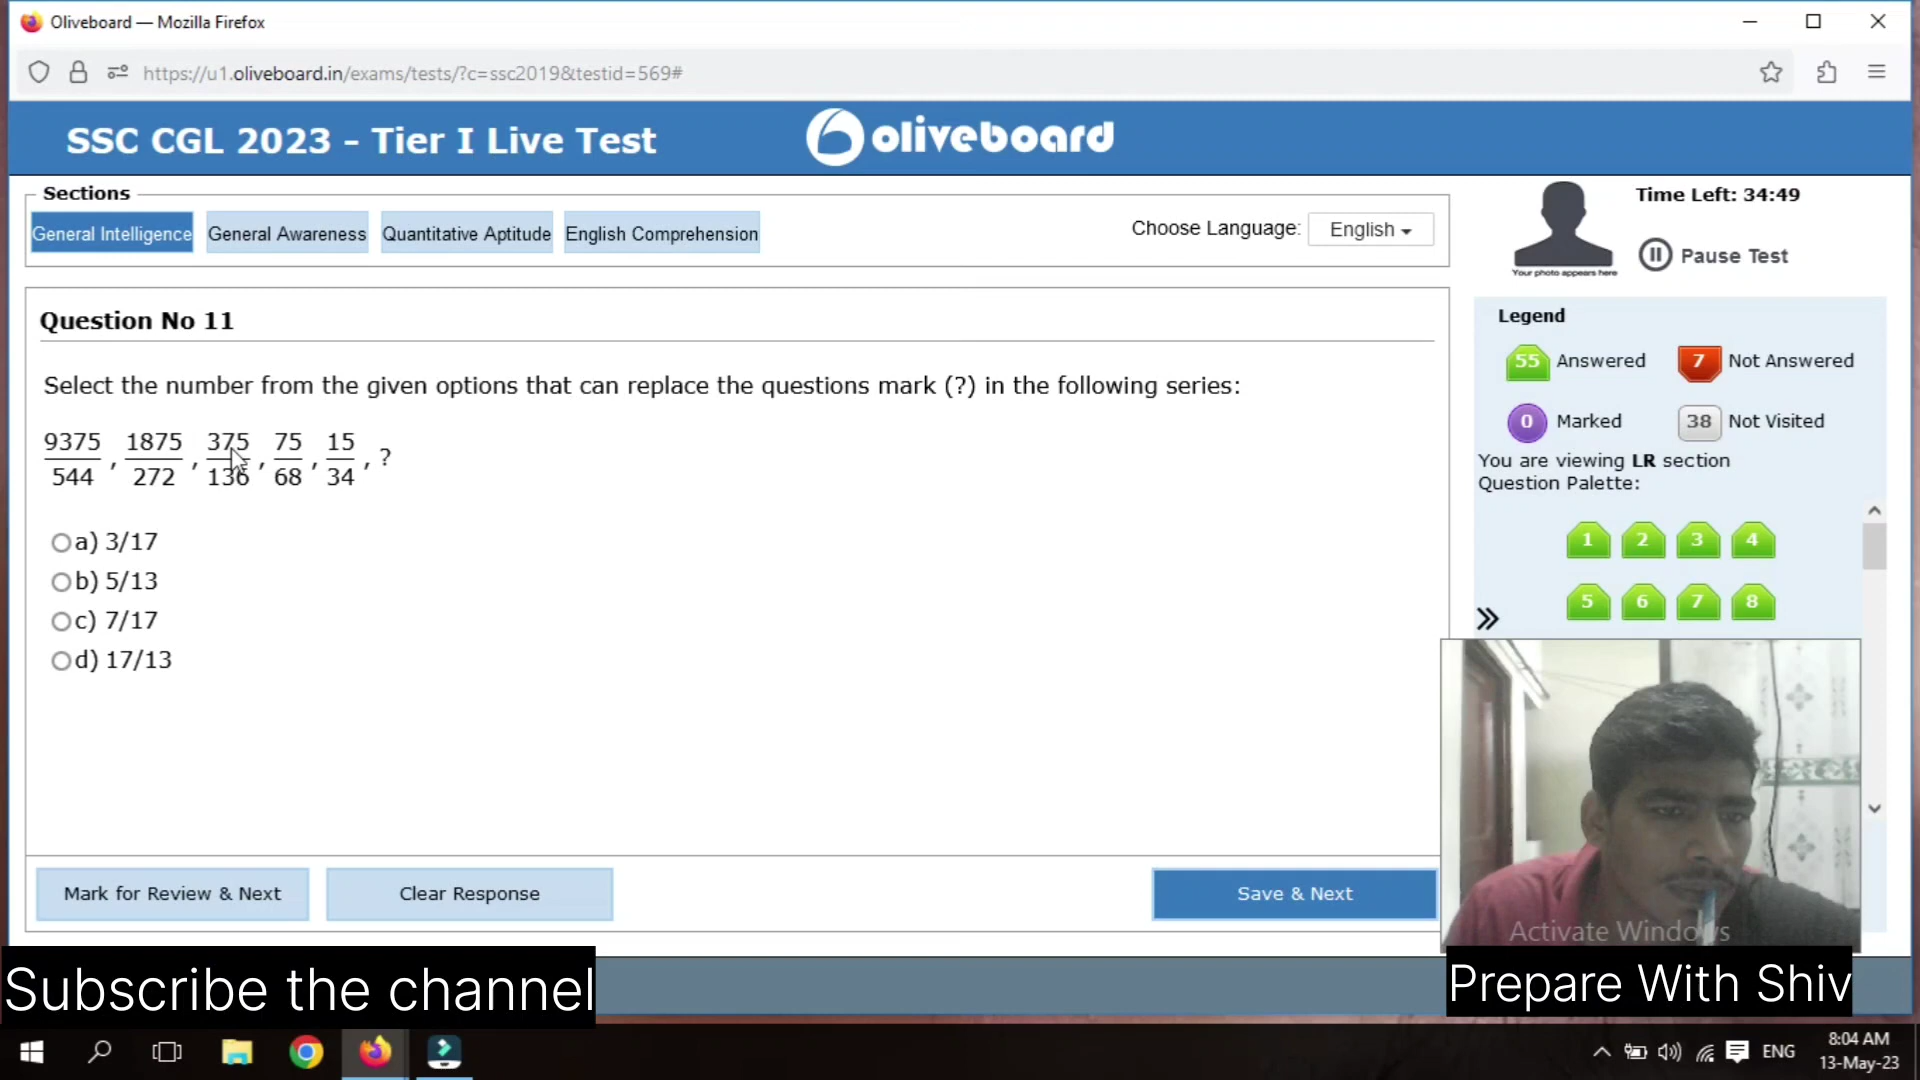 Oliveboard — Mozilla Firefox
https://u1.oliveboard.in/exams/tests/?c=ssc2019&testid=569#
SSC CGL 2023 - Tier I Live Test
oliveboard
Sections
General Intelligence
General Awareness
Quantitative Aptitude
English Comprehension
Choose Language:
English
Your photo appears here
Time Left: 34:49
Pause Test
Question No 11
Select the number from the given options that can replace the questions mark (?) in the following series:
9375/544, 1875/272, 375/136, 75/68, 15/34, ?
a) 3/17
b) 5/13
c) 7/17
d) 17/13
Mark for Review & Next
Clear Response
Save & Next
Legend
55 Answered
7 Not Answered
0 Marked
38 Not Visited
You are viewing LR section
Question Palette:
1 2 3 4
5 6 7 8
Activate Windows
Subscribe the channel
Prepare With Shiv
ENG
8:04 AM
13-May-23